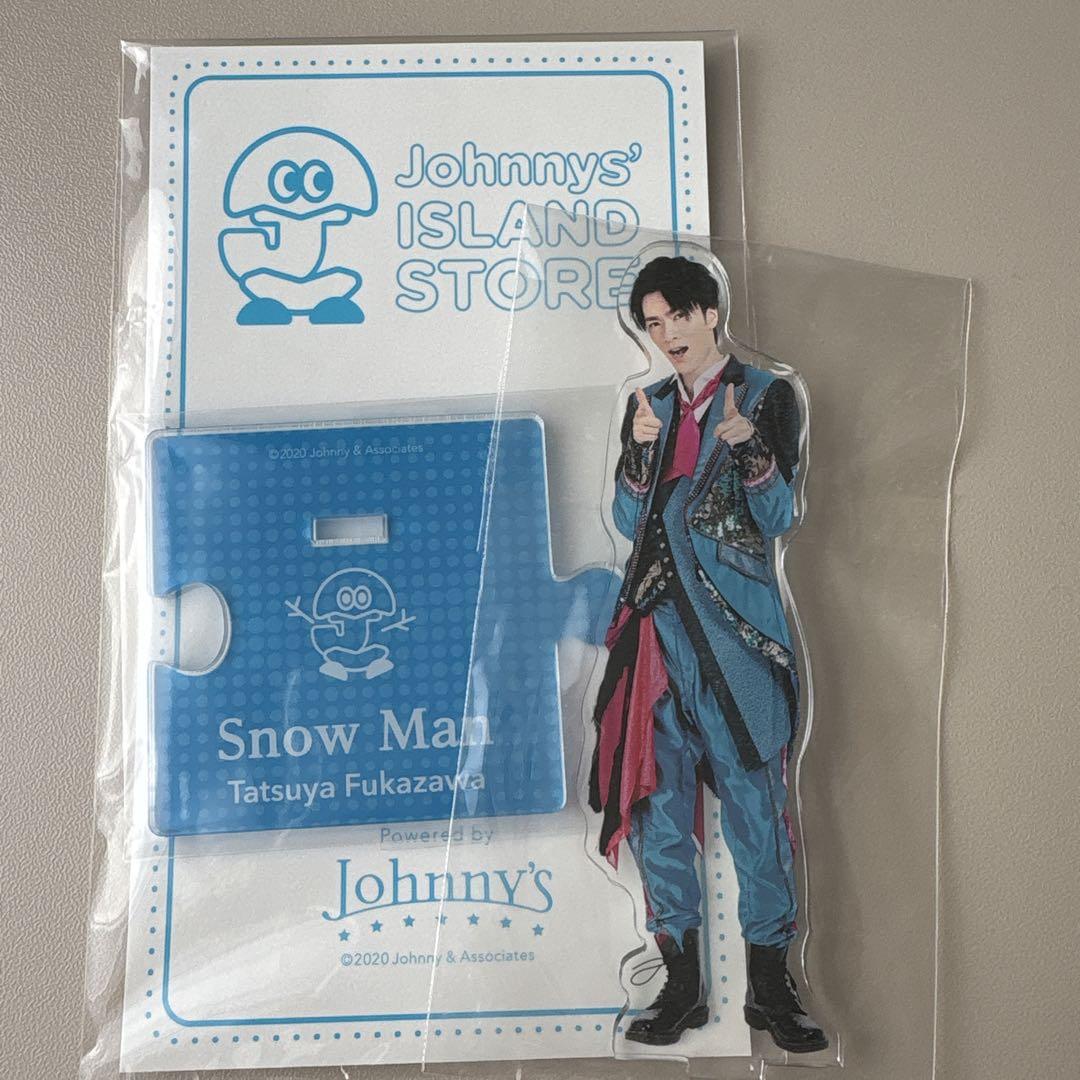 Johnnys'
ISLAND
STORE
©2020 Johnny & Associates
Snow Man
Tatsuya Fukazawa
Powered by
Johnny's
©2020 Johnny & Associates